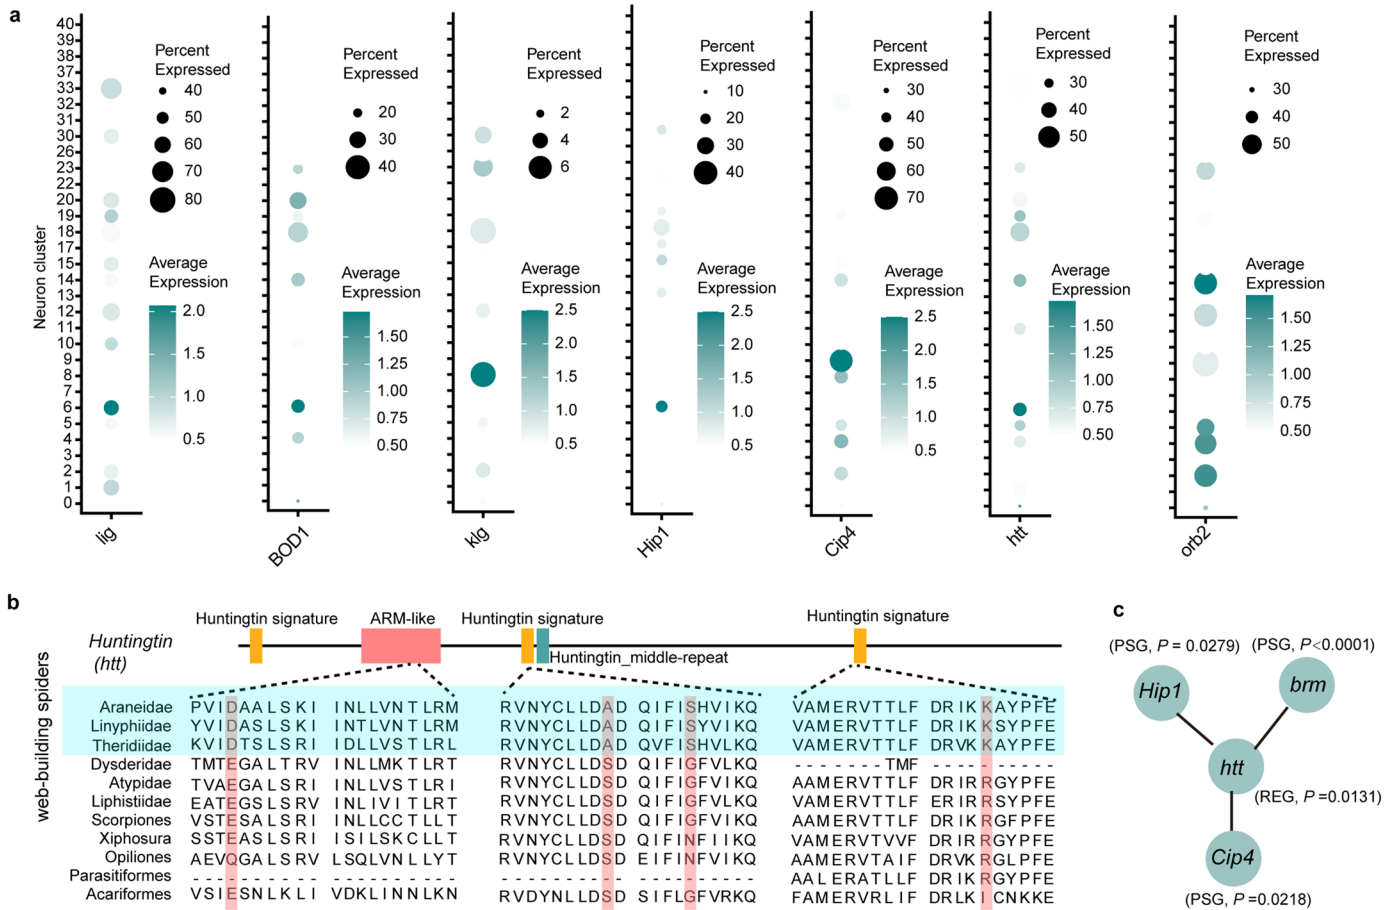 a
Neuron cluster
40
39
38
37
33
32
31
30
26
23
22
20
19
18
17
15
14
13
12
11
10
9
8
7
6
5
4
3
2
1
0
Percent
Expressed
40
50
60
70
80
Average
Expression
2.0
1.5
1.0
0.5
lig
Percent
Expressed
20
30
40
Average
Expression
1.50
1.25
1.00
0.75
0.50
BOD1
Percent
Expressed
2
4
6
Average
Expression
2.5
2.0
1.5
1.0
0.5
klg
Percent
Expressed
10
20
30
40
Average
Expression
2.5
2.0
1.5
1.0
0.5
Hip1
Percent
Expressed
30
40
50
60
70
Average
Expression
2.5
2.0
1.5
1.0
0.5
Cip4
Percent
Expressed
30
40
50
Average
Expression
1.50
1.25
1.00
0.75
0.50
htt
Percent
Expressed
30
40
50
Average
Expression
1.50
1.25
1.00
0.75
0.50
orb2
b
web-building spiders
Huntingtin signature ARM-like Huntingtin signature Huntingtin signature
Huntingtin
(htt)
Huntingtin_middle-repeat
Araneidae PVIDAALSKI INLLVNTLRM RVNYCLLDAD QIFISHVIKQ VAMERVTTLF DRIKKAYPFE
Linyphiidae YVIDASLSRI INTLVNTLRM RVNYCLLDAD QIFISYVIKQ VAMERVTTLF DRIKKSYPFE
Theridiidae KVIDTSLSRI IDLLVSTLRL RVNYCLLDAD QVFISHVLKQ VAMERVTTLF DRVKKAYPFE
Dysderidae TMTEGALTRV INLLMKTLRT RVNYCLLDSD QIFIGFVLKQ - - - - - - - TMF - - - - - - - - - -
Atypidae TVAEGALSRI INLLVSTLRT RVNYCLLDSD QIFIGFVLKQ AAMERVTTLF DRIRRGYPFE
Liphistiidae EATEGSLSRV INLIVITLRT RVNYCLLDSD QIFIGYVLKQ VAMERVTTLF ERIRRSYPFE
Scorpiones VSTESALSRI INLLCCTLLT RVNYCLLDSD QIFIGFVIKQ VAMERVTTLF DRIKRGFPFE
Xiphosura SSTEASLSRI ISILSKCLLT RVNYCLLDSD QIFINFIIKQ VAMERVTVVF DRIRRGYPFE
Opiliones AEVQGALSRV LSQLVNLLYT RVNYCLLDSD EIFINFVIKQ AAMERVTAIF DRVKRGLPFE
Parasitiformes - - - - - - - - - - - - - - - - - - - - - - - - - - - - - - - - - - - - - - - - AALERATLLF DRIKRGYPFE
Acariformes VSIESNLKLI VDKLINNLKN RVDYNLLDSD SIFLGFVRKQ FAMERVRLIF DRLKICNKKE
c
(PSG, P = 0.0279)
(PSG, P<0.0001)
Hip1
brm
htt
(REG, P =0.0131)
Cip4
(PSG, P=0.0218)